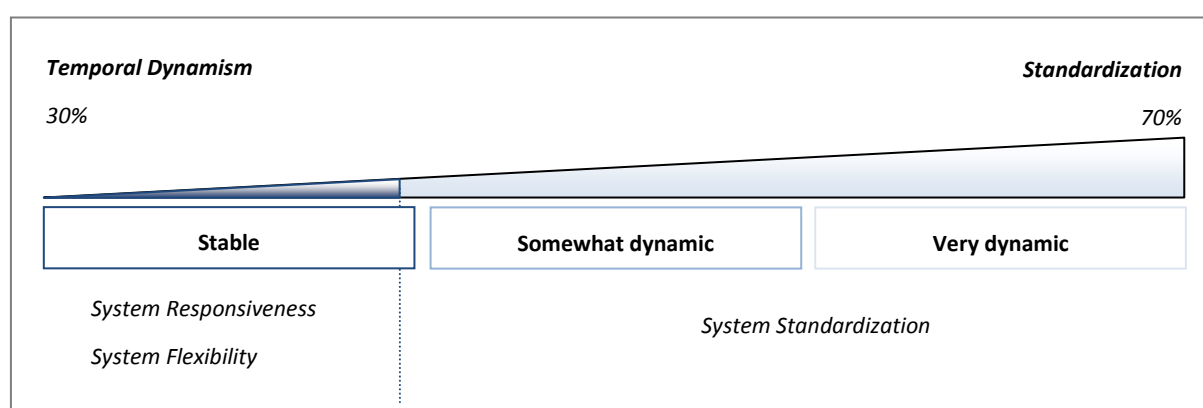 Temporal Dynamism
Standardization
30%
70%
Stable
Somewhat dynamic
Very dynamic
System Responsiveness
System Standardization
System Flexibility